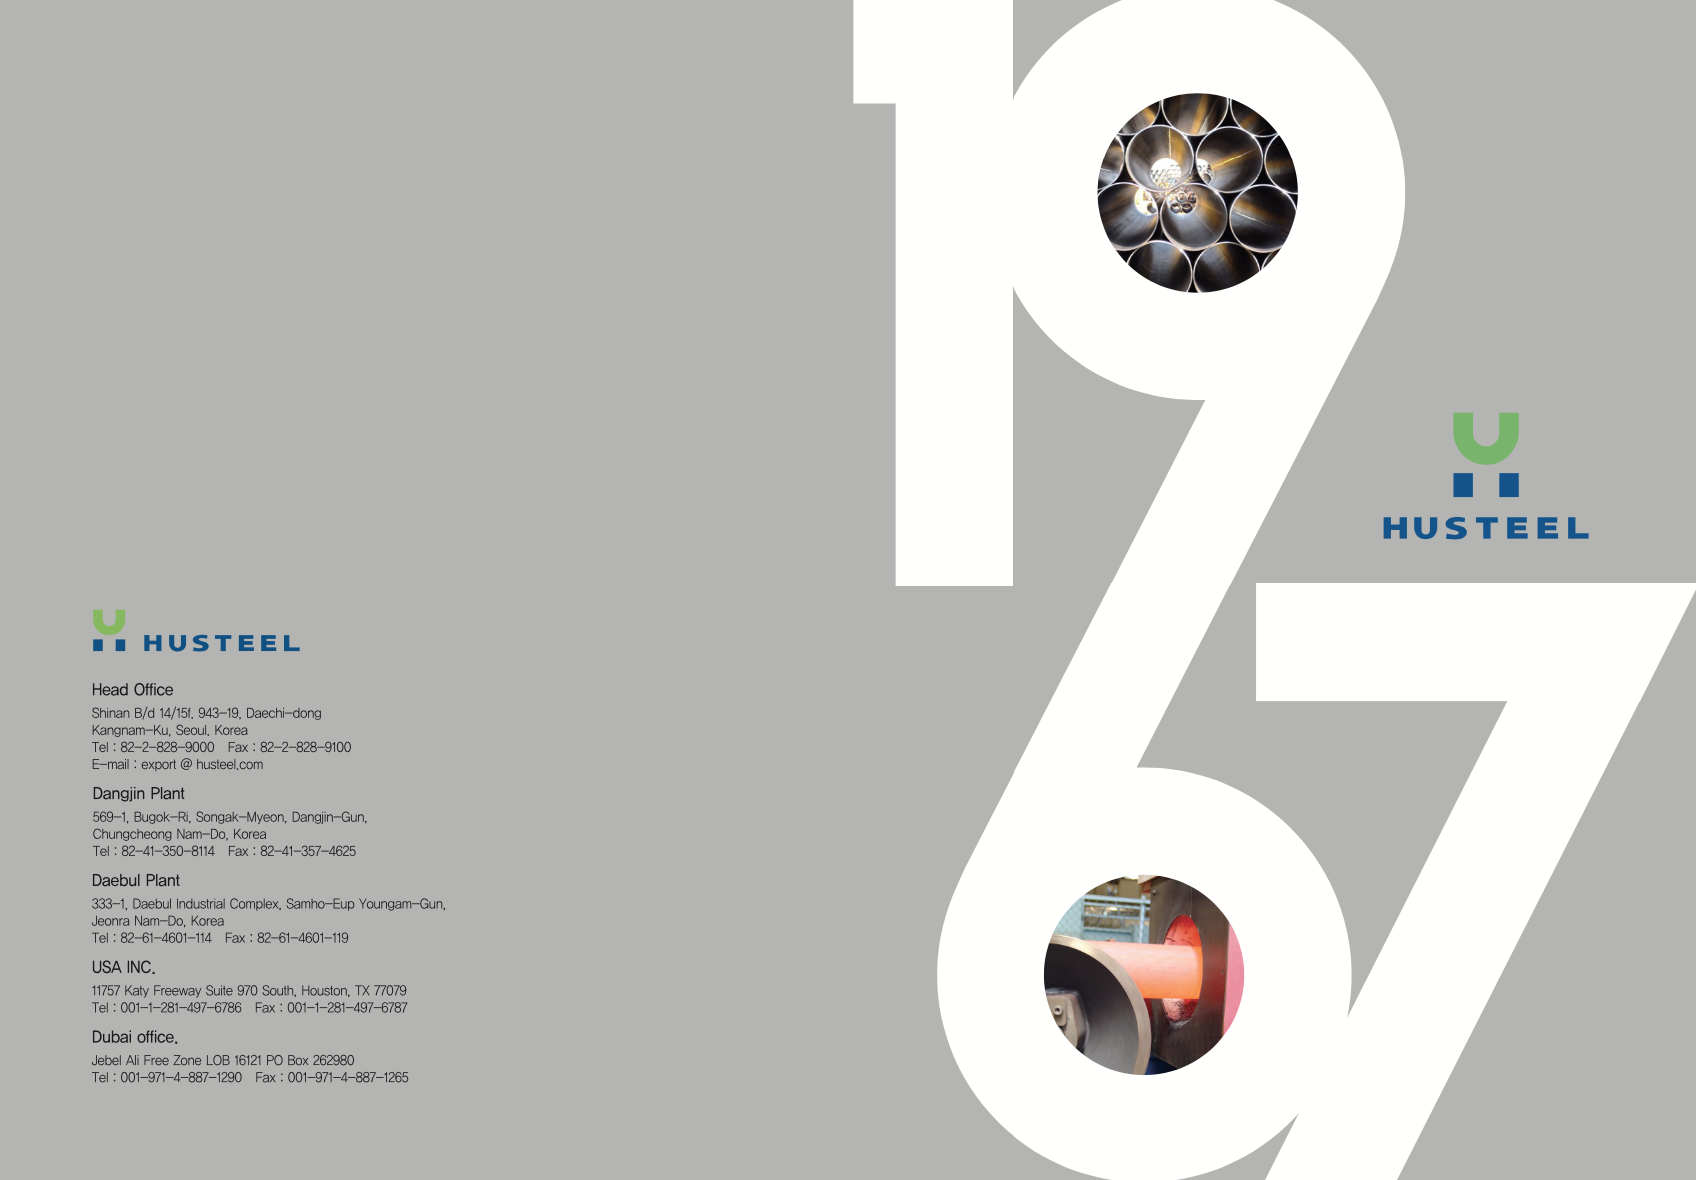 HUSTEEL
Head Office
Shinan B/d 14/15f, 943-19, Daechi-dong
Kangnam-Ku, Seoul, Korea
Tel : 82-2-828-9000 Fax : 82-2-828-9100
E-mail : export @ husteel.com
Dangjin Plant
569-1, Bugok-Ri, Songak-Myeon, Dangjin-Gun,
Chungcheong Nam-Do, Korea
Tel : 82-41-350-8114 Fax : 82-41-357-4625
Daebul Plant
333-1, Daebul Industrial Complex, Samho-Eup Youngam-Gun,
Jeonra Nam-Do, Korea
Tel : 82-61-4601-114 Fax : 82-61-4601-119
USA INC.
11757 Katy Freeway Suite 970 South, Houston, TX 77079
Tel : 001-1-281-497-6786 Fax : 001-1-281-497-6787
Dubai office.
Jebel Ali Free Zone LOB 16121 PO Box 262980
Tel : 001-971-4-887-1290 Fax : 001-971-4-887-1265
19
67
HUSTEEL